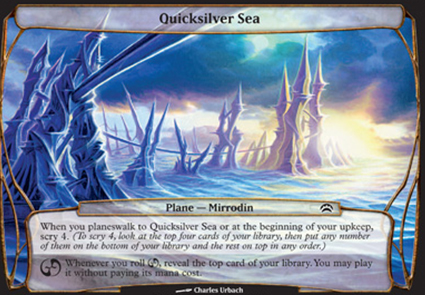 Quicksilver Sea
Plane — Mirrodin
When you planeswalk to Quicksilver Sea or at the beginning of your upkeep,
scry 4. (To scry 4, look at the top four cards of your library, then put any number
of them on the bottom of your library and the rest on top in any order.)
Whenever you roll , reveal the top card of your library. You may play
it without paying its mana cost.
Charles Urbach